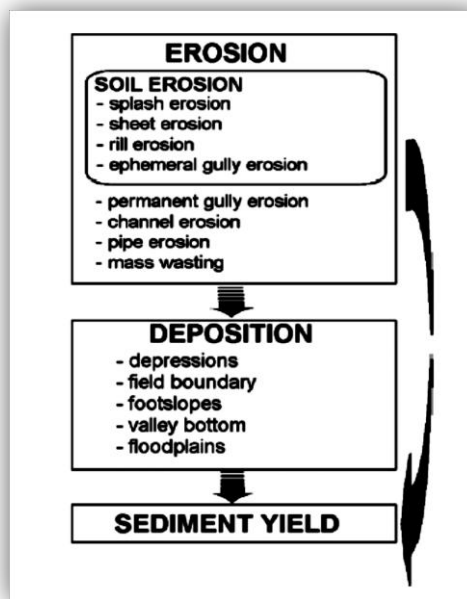 EROSION
SOIL EROSION
- splash erosion
- sheet erosion
- rill erosion
- ephemeral gully erosion
- permanent gully erosion
- channel erosion
- pipe erosion
- mass wasting
DEPOSITION
- depressions
- field boundary
- footslopes
- valley bottom
- floodplains
SEDIMENT YIELD